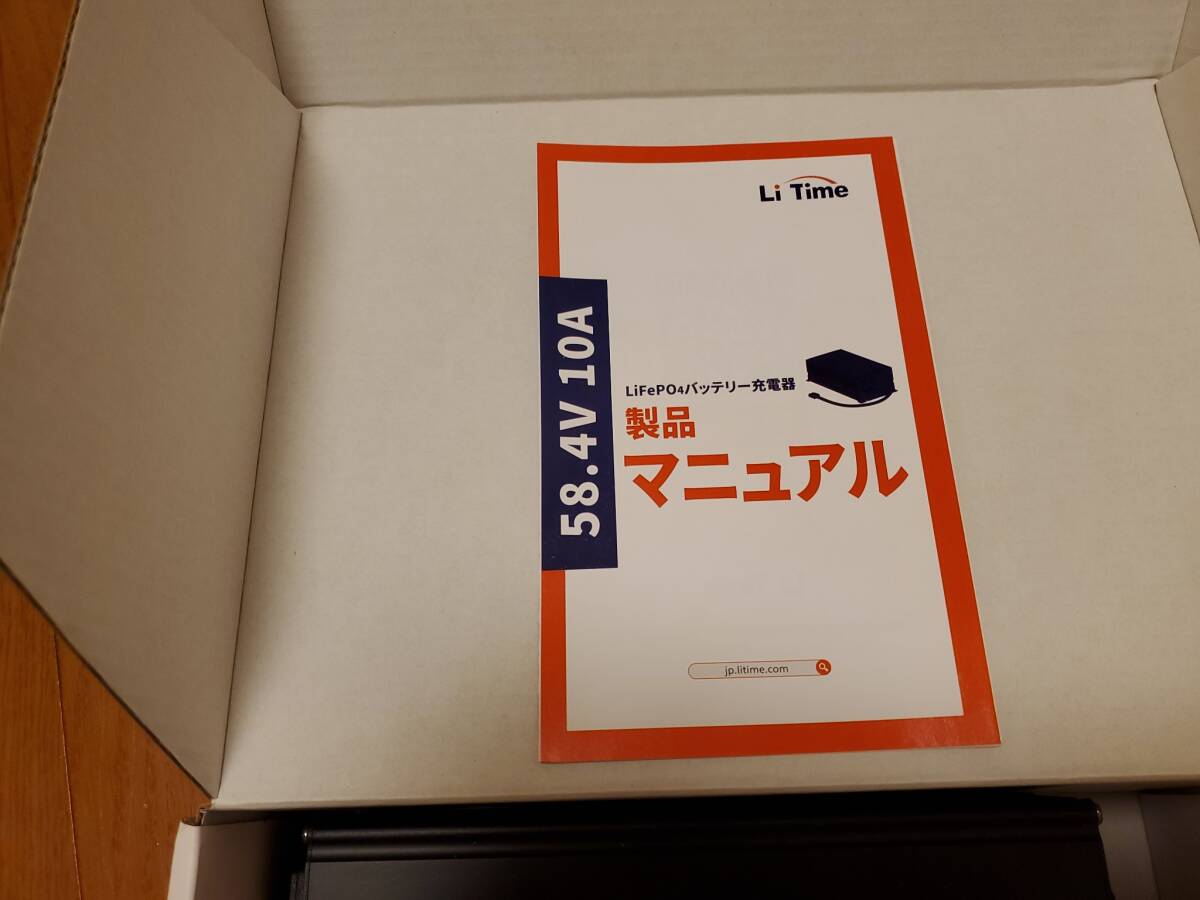 Li Time
58.4V 10A
LiFePO4バッテリー充電器
製品
マニュアル
jp.litime.com